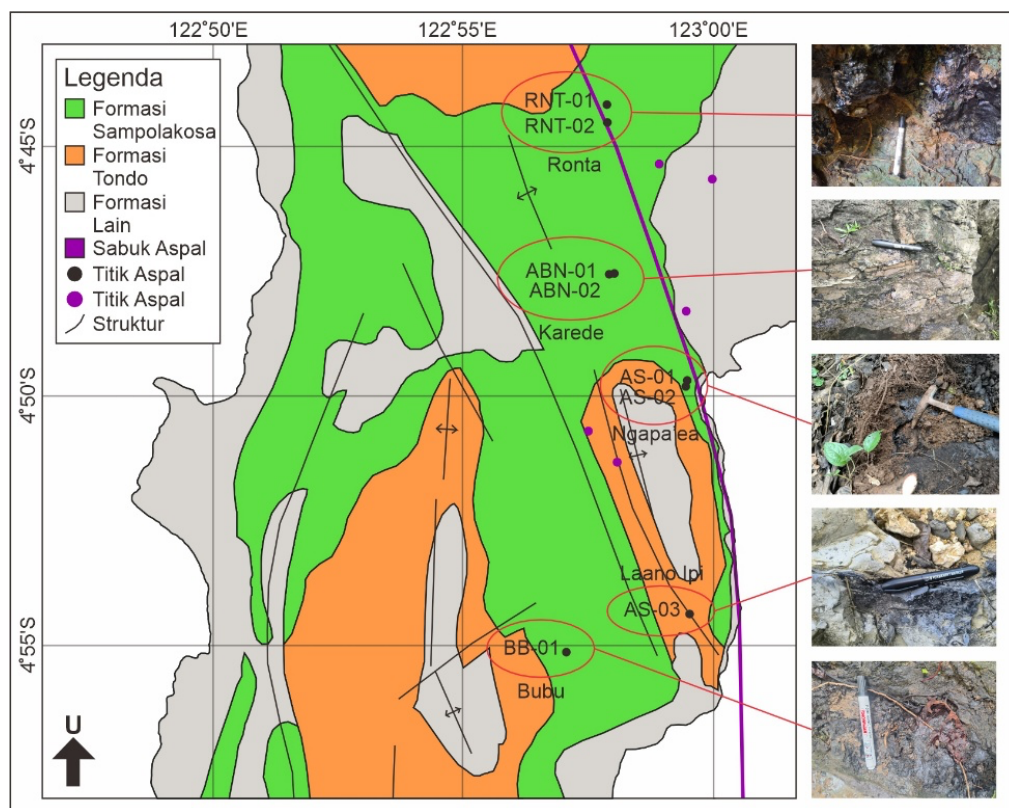 122°50'E
122°55'E
123°00'E
4°45'S
4°50'S
4°55'S
Legenda
Formasi
Sampolakosa
Formasi
Tondo
Formasi
Lain
Sabuk Aspal
Titik Aspal
Titik Aspal
Struktur
RNT-01
RNT-02
Ronta
ABN-01
ABN-02
Karede
AS-01
AS-02
Ngapa'ea
Laano Ipi
AS-03
BB-01
Bubu
U